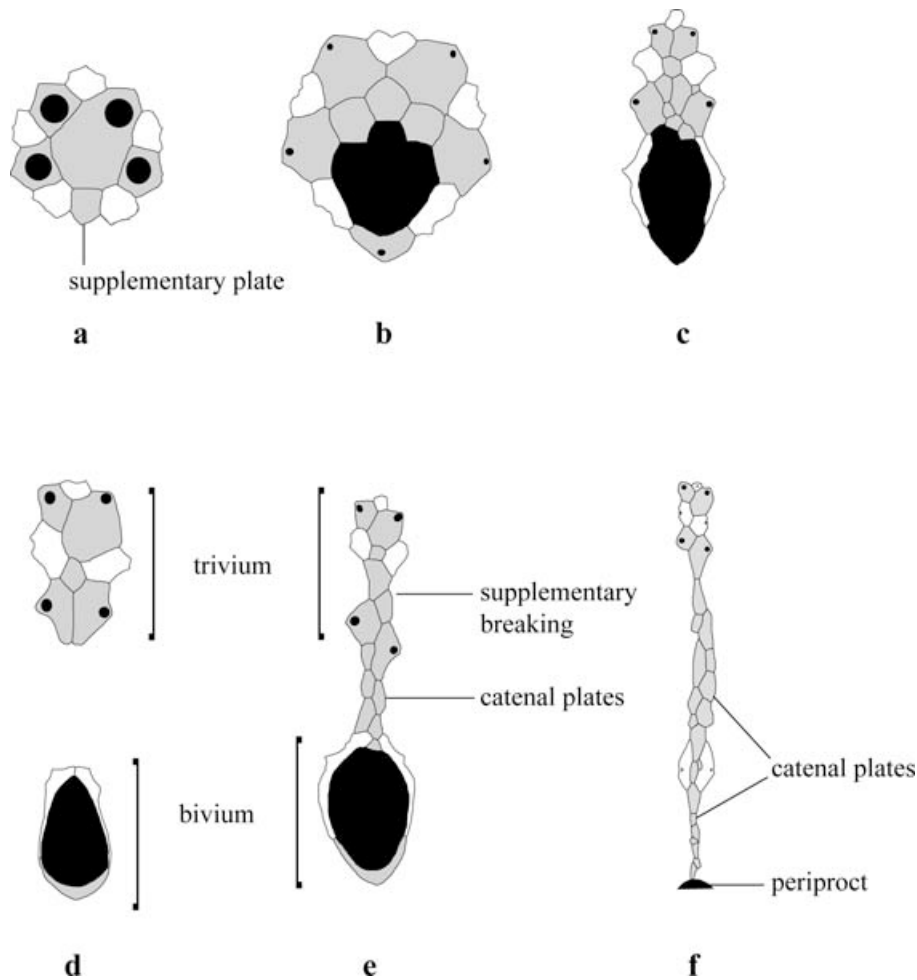 supplementary plate
a
b
c
trivium
supplementary
breaking
catenal plates
bivium
catenal plates
periproct
d
e
f